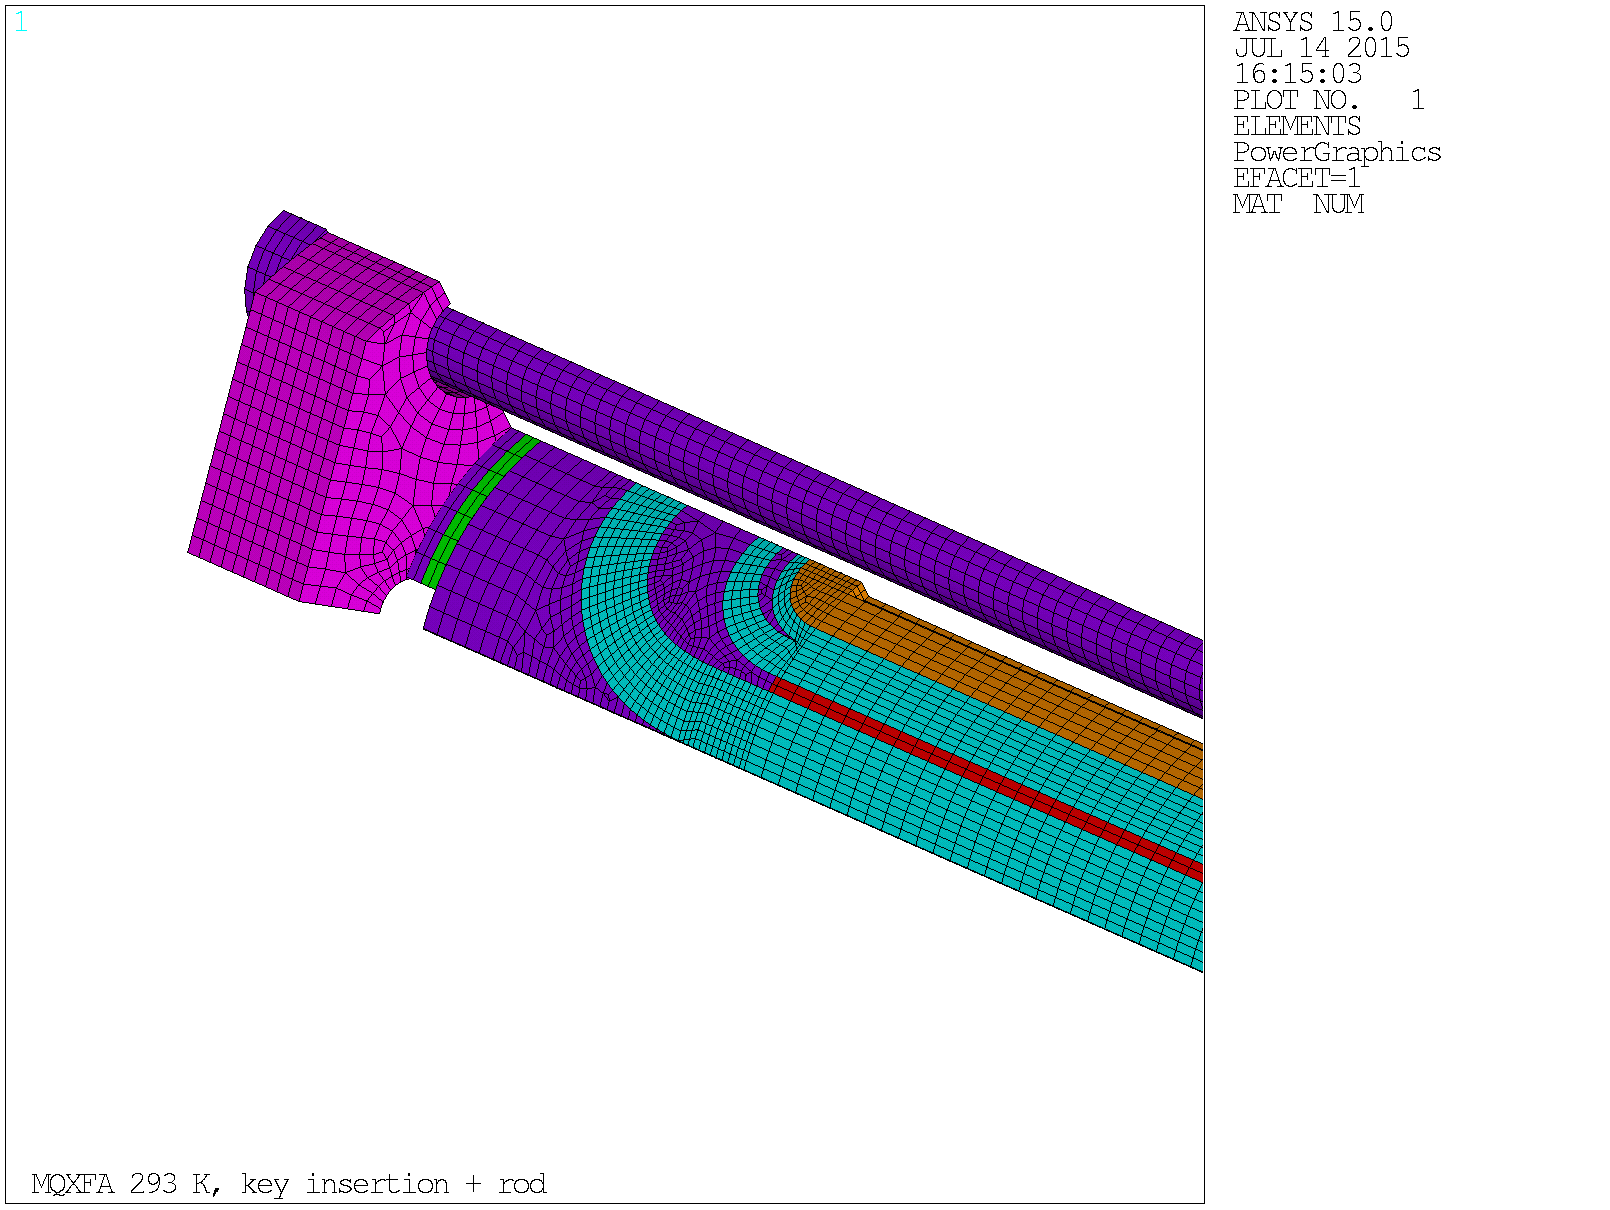 1
ANSYS 15.0
JUL 14 2015
16:15:03
PLOT NO.   1
ELEMENTS
PowerGraphics
EFACET=1
MAT  NUM
MQXFA 293 K, key insertion + rod